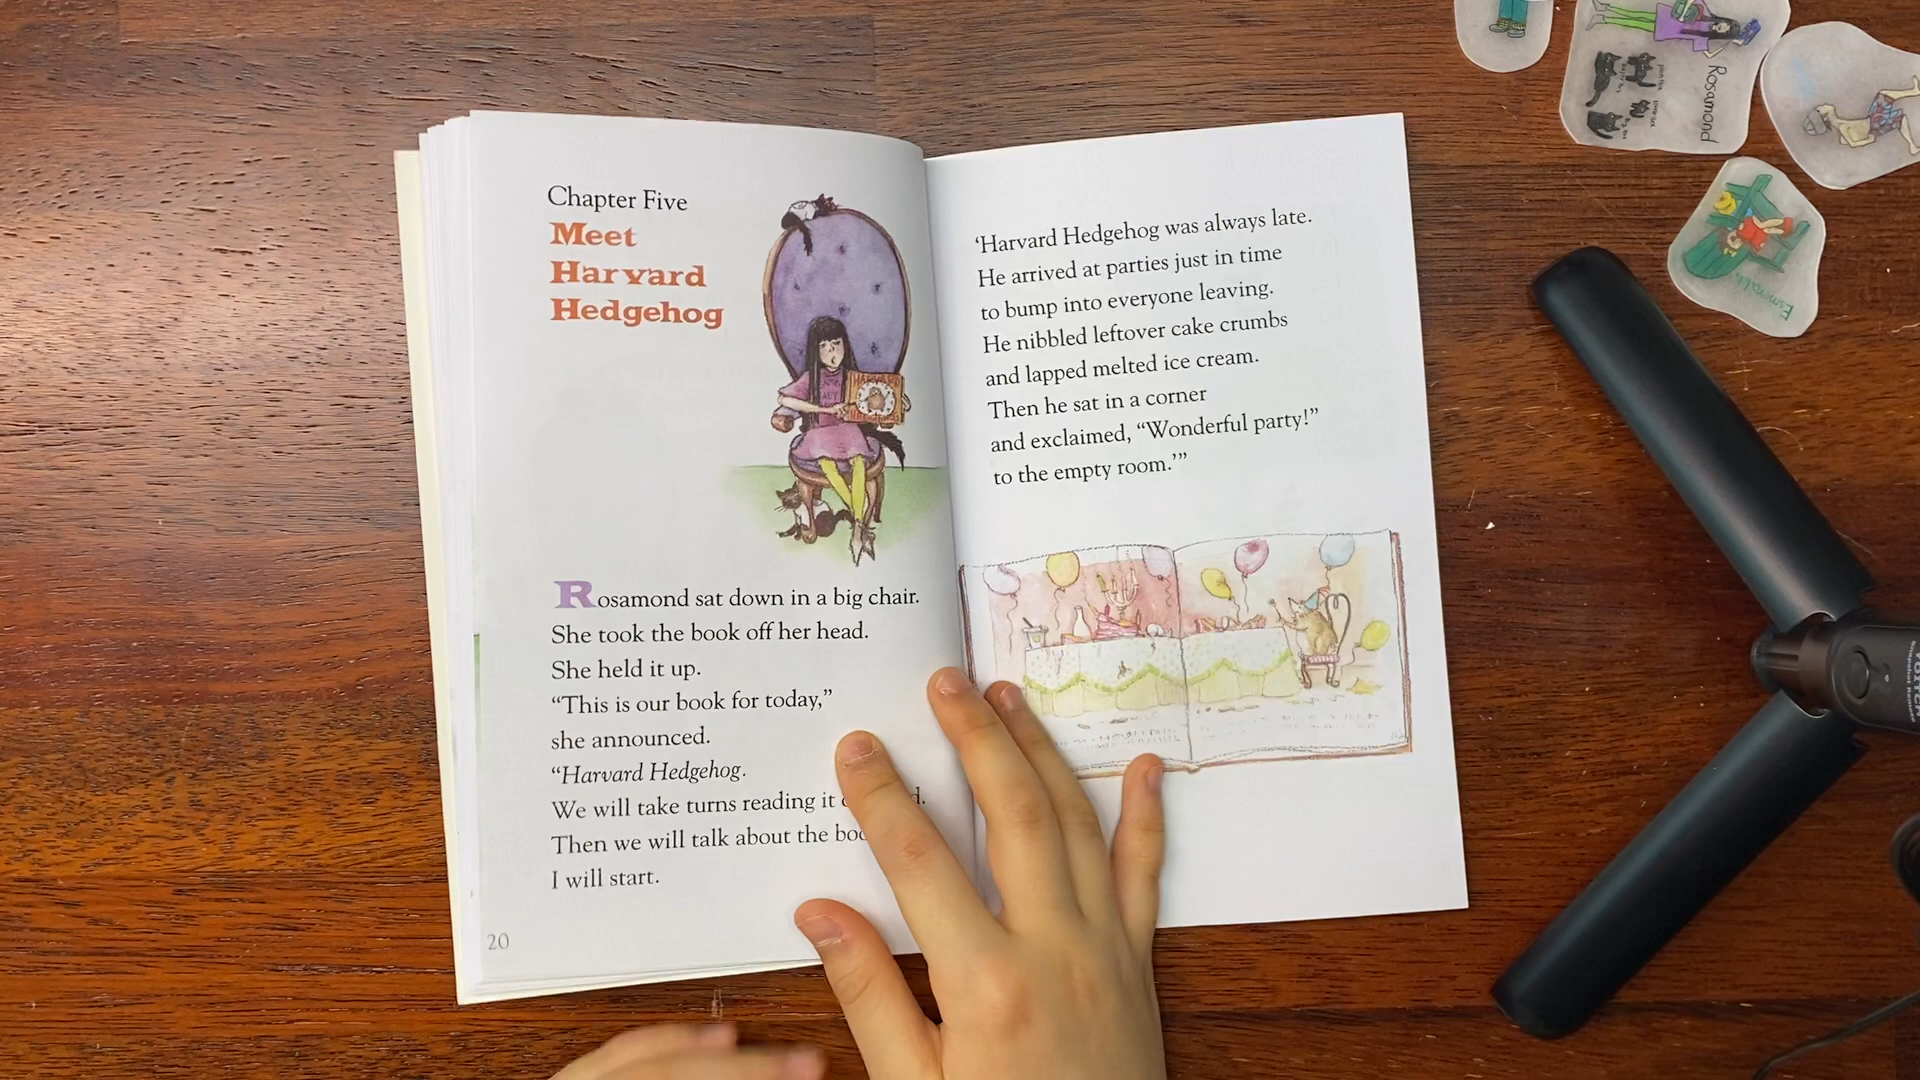 Chapter Five
Meet
Harvard
Hedgehog
HARVARD
Rosamond sat down in a big chair.
She took the book off her head.
She held it up.
“This is our book for today,”
she announced.
“Harvard Hedgehog.
We will take turns reading it
Then we will talk about the
I will start.
20
‘Harvard Hedgehog was always late.
He arrived at parties just in time
to bump into everyone leaving.
He nibbled leftover cake crumbs
and lapped melted ice cream.
Then he sat in a corner
and exclaimed, “Wonderful party!”
to the empty room.’”
Rosamond